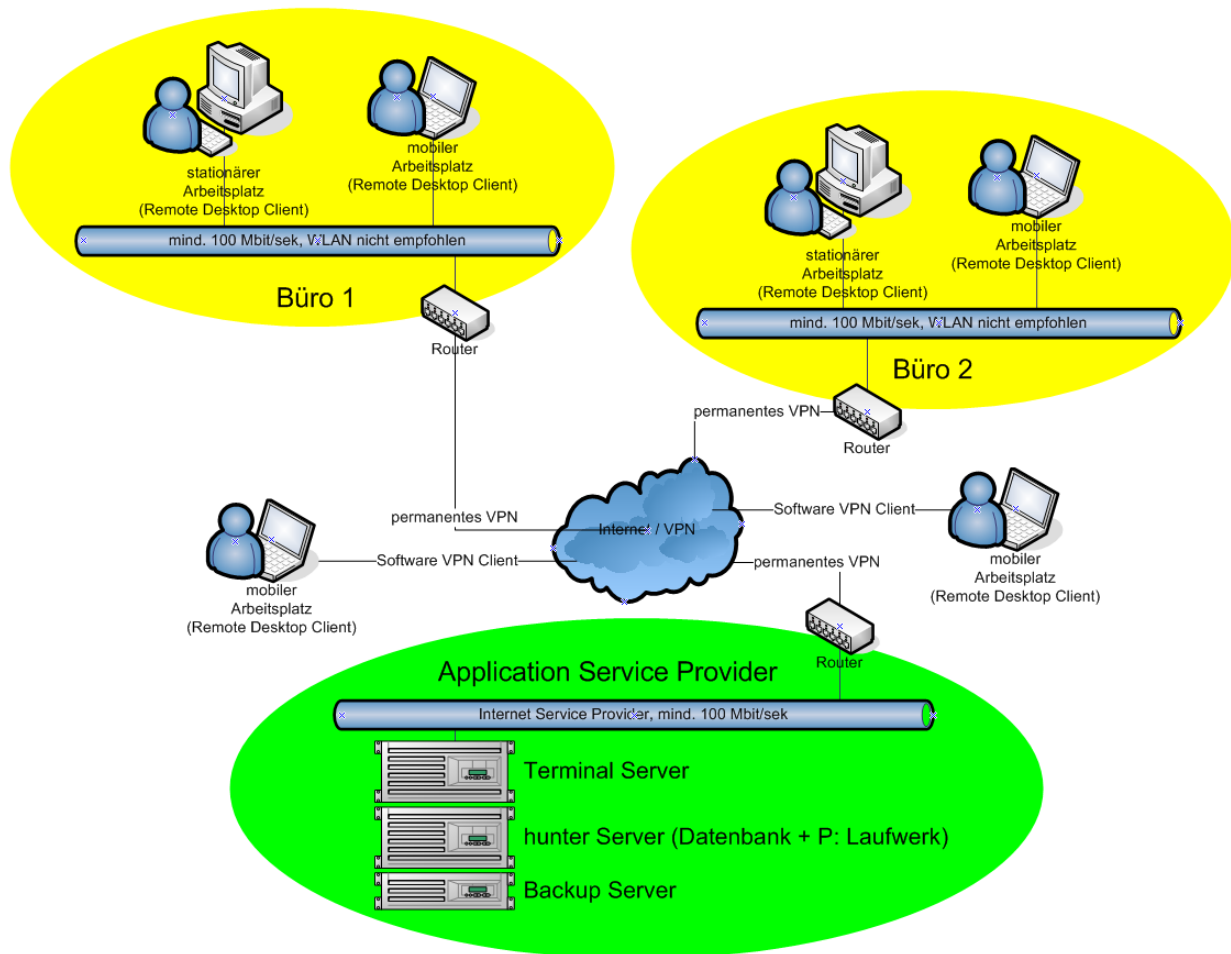 stationärer
Arbeitsplatz
(Remote Desktop Client)
mobiler
Arbeitsplatz
(Remote Desktop Client)
mind. 100 Mbit/sek, WLAN nicht empfohlen
Büro 1
Router
stationärer
Arbeitsplatz
(Remote Desktop Client)
mobiler
Arbeitsplatz
(Remote Desktop Client)
mind. 100 Mbit/sek, WLAN nicht empfohlen
Büro 2
permanentes VPN
Router
permanentes VPN
Internet / VPN
Software VPN Client
mobiler
Arbeitsplatz
(Remote Desktop Client)
Software VPN Client
mobiler
Arbeitsplatz
(Remote Desktop Client)
permanentes VPN
Router
Application Service Provider
Internet Service Provider, mind. 100 Mbit/sek
Terminal Server
hunter Server (Datenbank + P: Laufwerk)
Backup Server